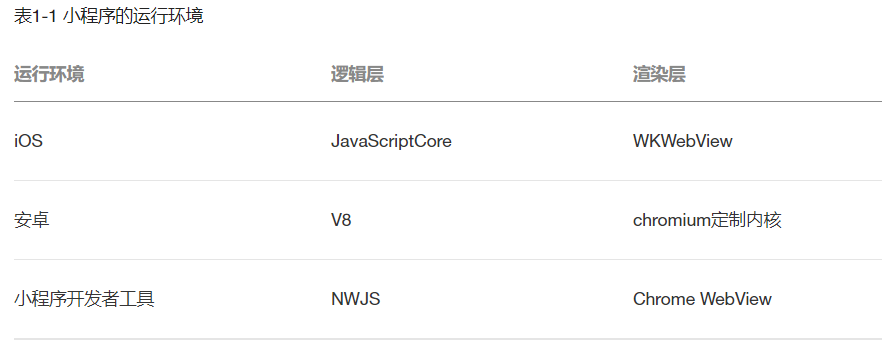 表1-1 小程序的运行环境
运行环境 逻辑层 渲染层
iOS JavaScriptCore WKWebView
安卓 V8 chromium定制内核
小程序开发者工具 NWJS Chrome WebView